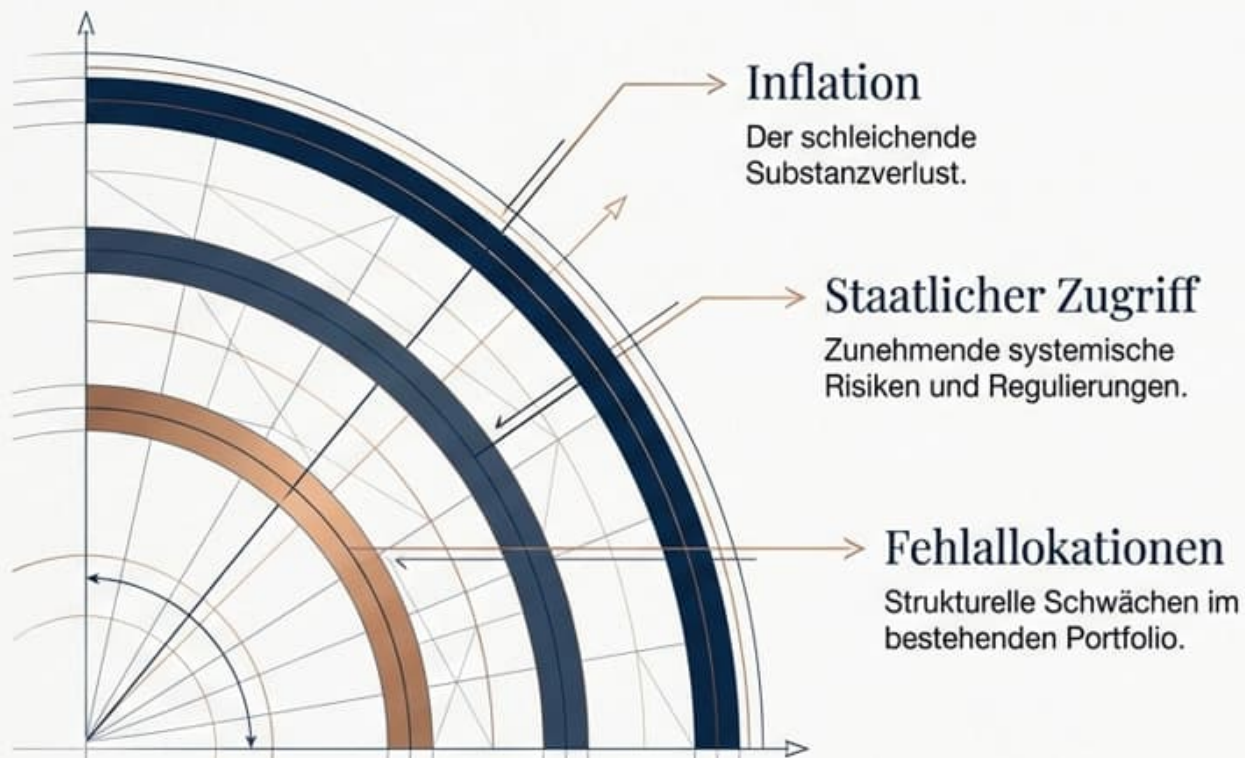 Inflation
Der schleichende
Substanzverlust.
Staatlicher Zugriff
Zunehmende systemische
Risiken und Regulierungen.
Fehlallokationen
Strukturelle Schwächen im
bestehenden Portfolio.